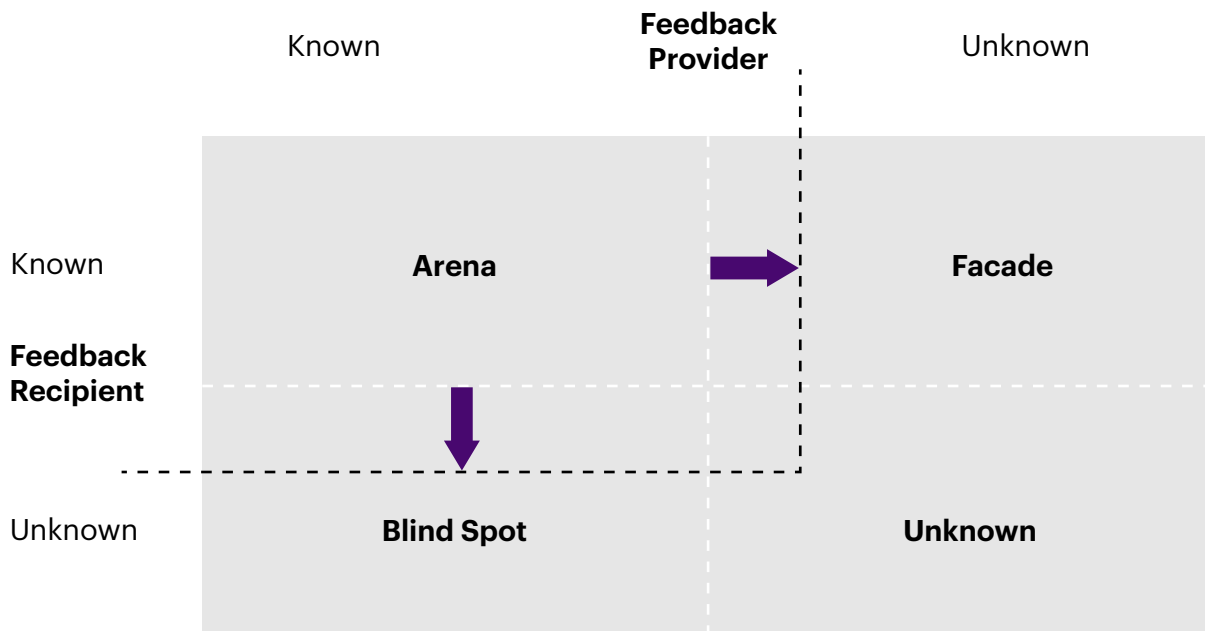 Known
Feedback
Provider
Unknown
Known
Arena
Facade
Feedback
Recipient
Unknown
Blind Spot
Unknown